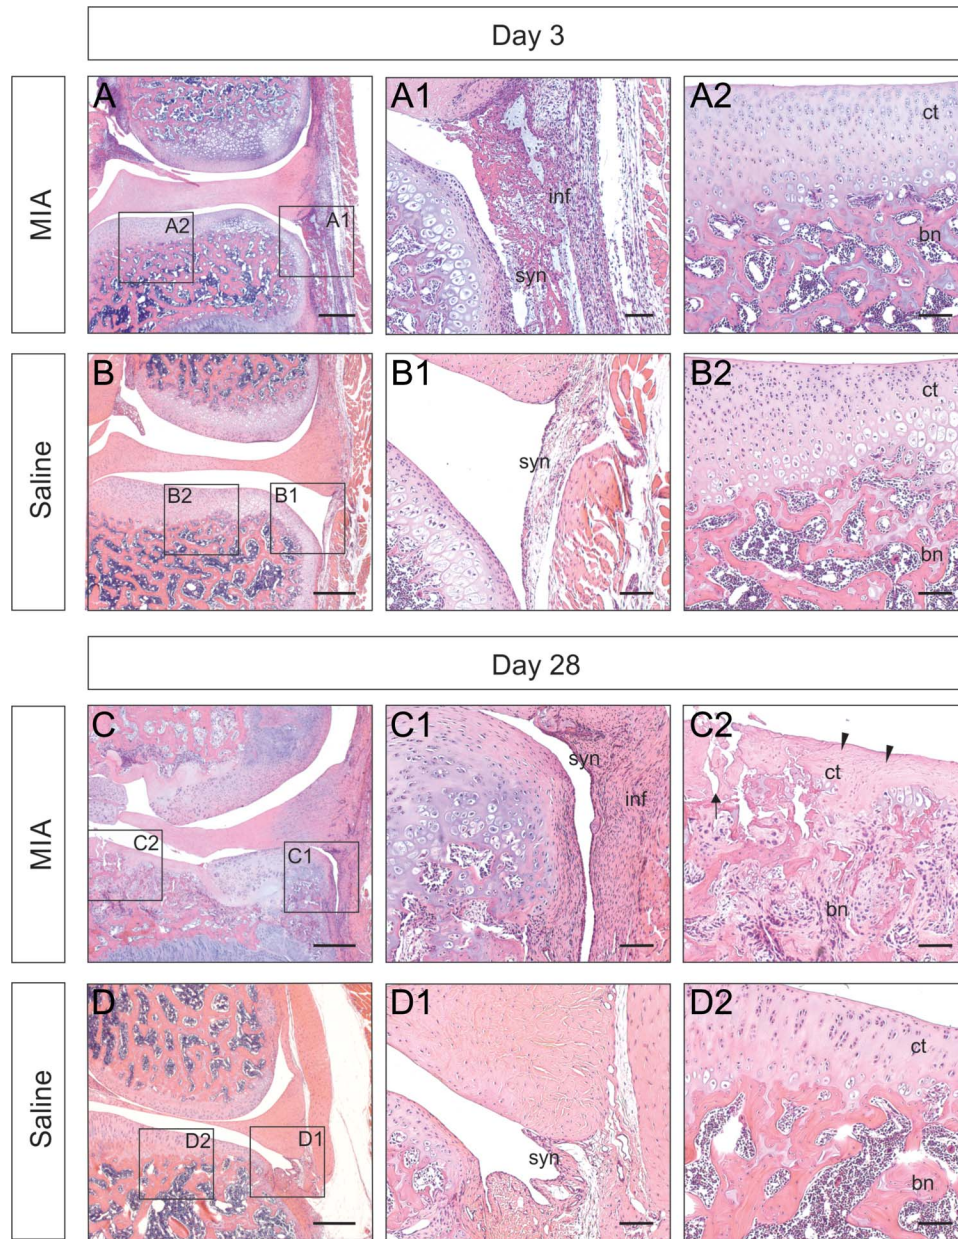 Day 3
MIA
A
A2
A1
A1
inf
syn
A2
ct
bn
Saline
B
B2
B1
B1
syn
B2
ct
bn
Day 28
MIA
C
C2
C1
C1
syn
inf
C2
ct
bn
Saline
D
D2
D1
D1
syn
D2
ct
bn